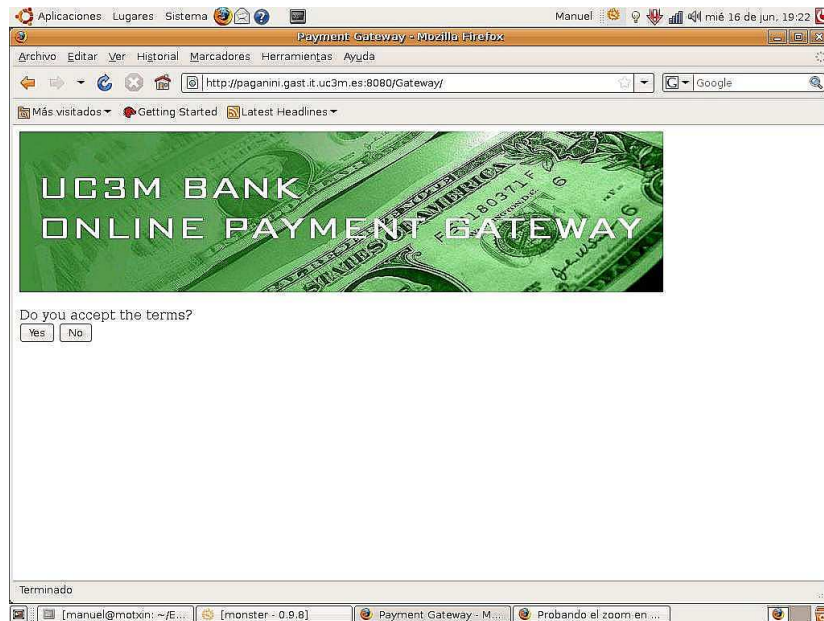 Aplicaciones Lugares Sistema Manuel mié 16 de jun, 19:22
Payment Gateway - Mozilla Firefox
Archivo Editar Ver Historial Marcadores Herramientas Ayuda
http://paganini.gast.it.uc3m.es:8080/Gateway/ Google
Más visitados Getting Started Latest Headlines
UC3M BANK
ONLINE PAYMENT GATEWAY
STATES OF AMERICA
Do you accept the terms?
Yes No
Terminado
[manuel@motxin: ~/E... [monster - 0.9.8] Payment Gateway - M... Probando el zoom en ...